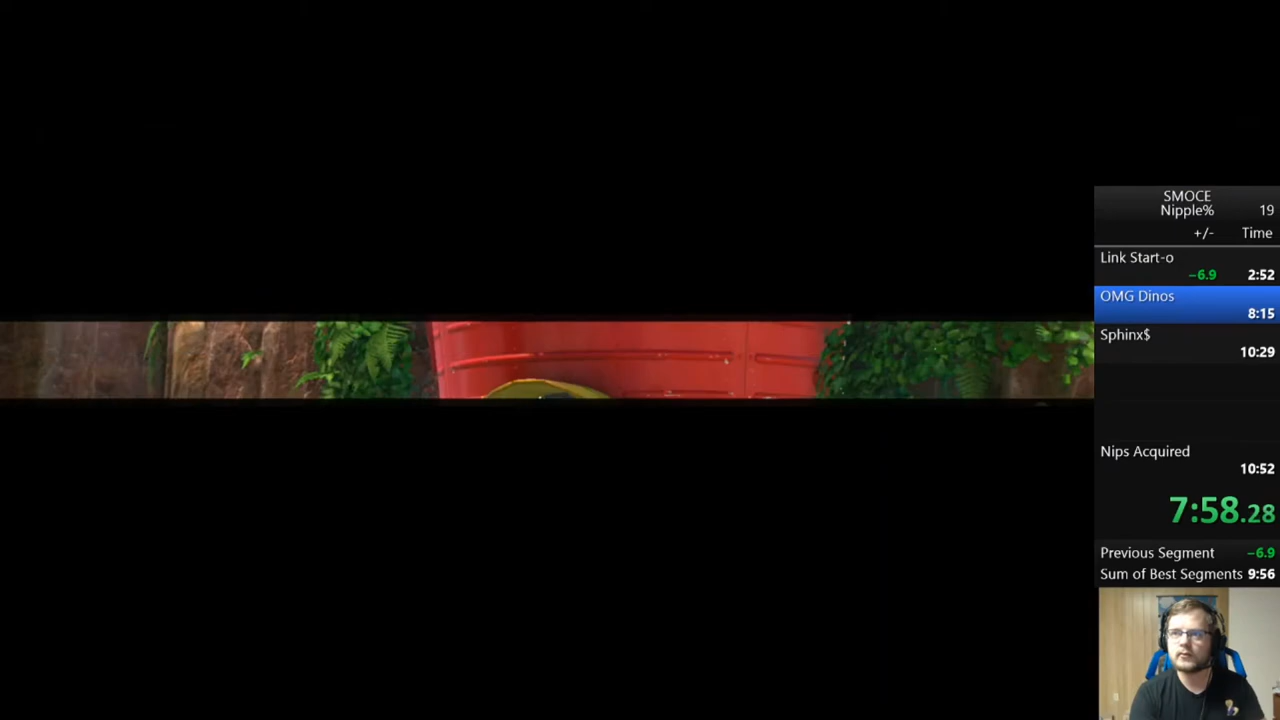 SMOCE
Nipple% 19
+/- Time
Link Start-o
-6.9 2:52
OMG Dinos
8:15
Sphinx$
10:29
Nips Acquired
10:52
7:58.28
Previous Segment -6.9
Sum of Best Segments 9:56